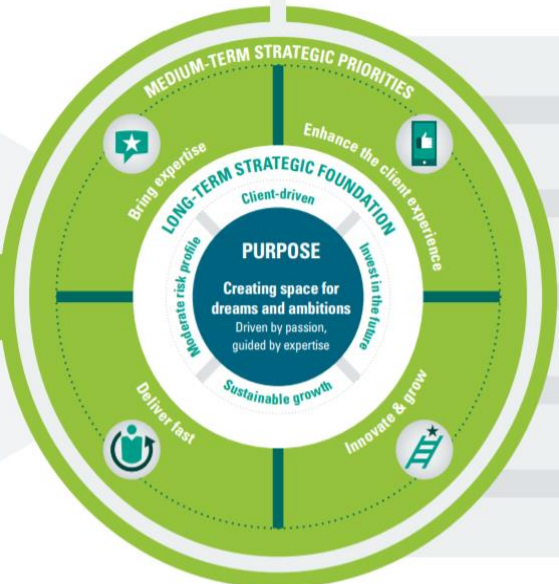 MEDIUM-TERM STRATEGIC PRIORITIES
Bring expertise
Enhance the client experience
LONG-TERM STRATEGIC FOUNDATION
Client-driven
Moderate risk profile
Invest in the future
PURPOSE
Creating space for
dreams and ambitions
Driven by passion,
guided by expertise
Sustainable growth
Deliver fast
Innovate & grow